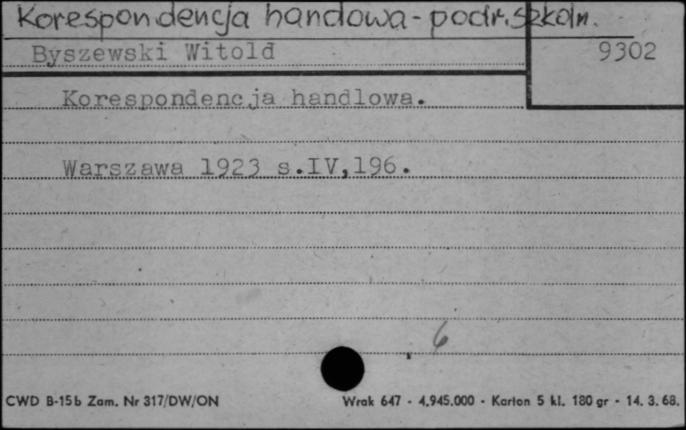 Korespondencja handowa - podr. szkoln.
Byszewski Witold 9302
Korespondencja handlowa.
Warszawa 1923 s.IV,196.
6
CWD B-15b Zam. Nr 317/DW/ON Wrak 647 - 4.945.000 - Karton 5 kl. 180 gr - 14. 3. 68.